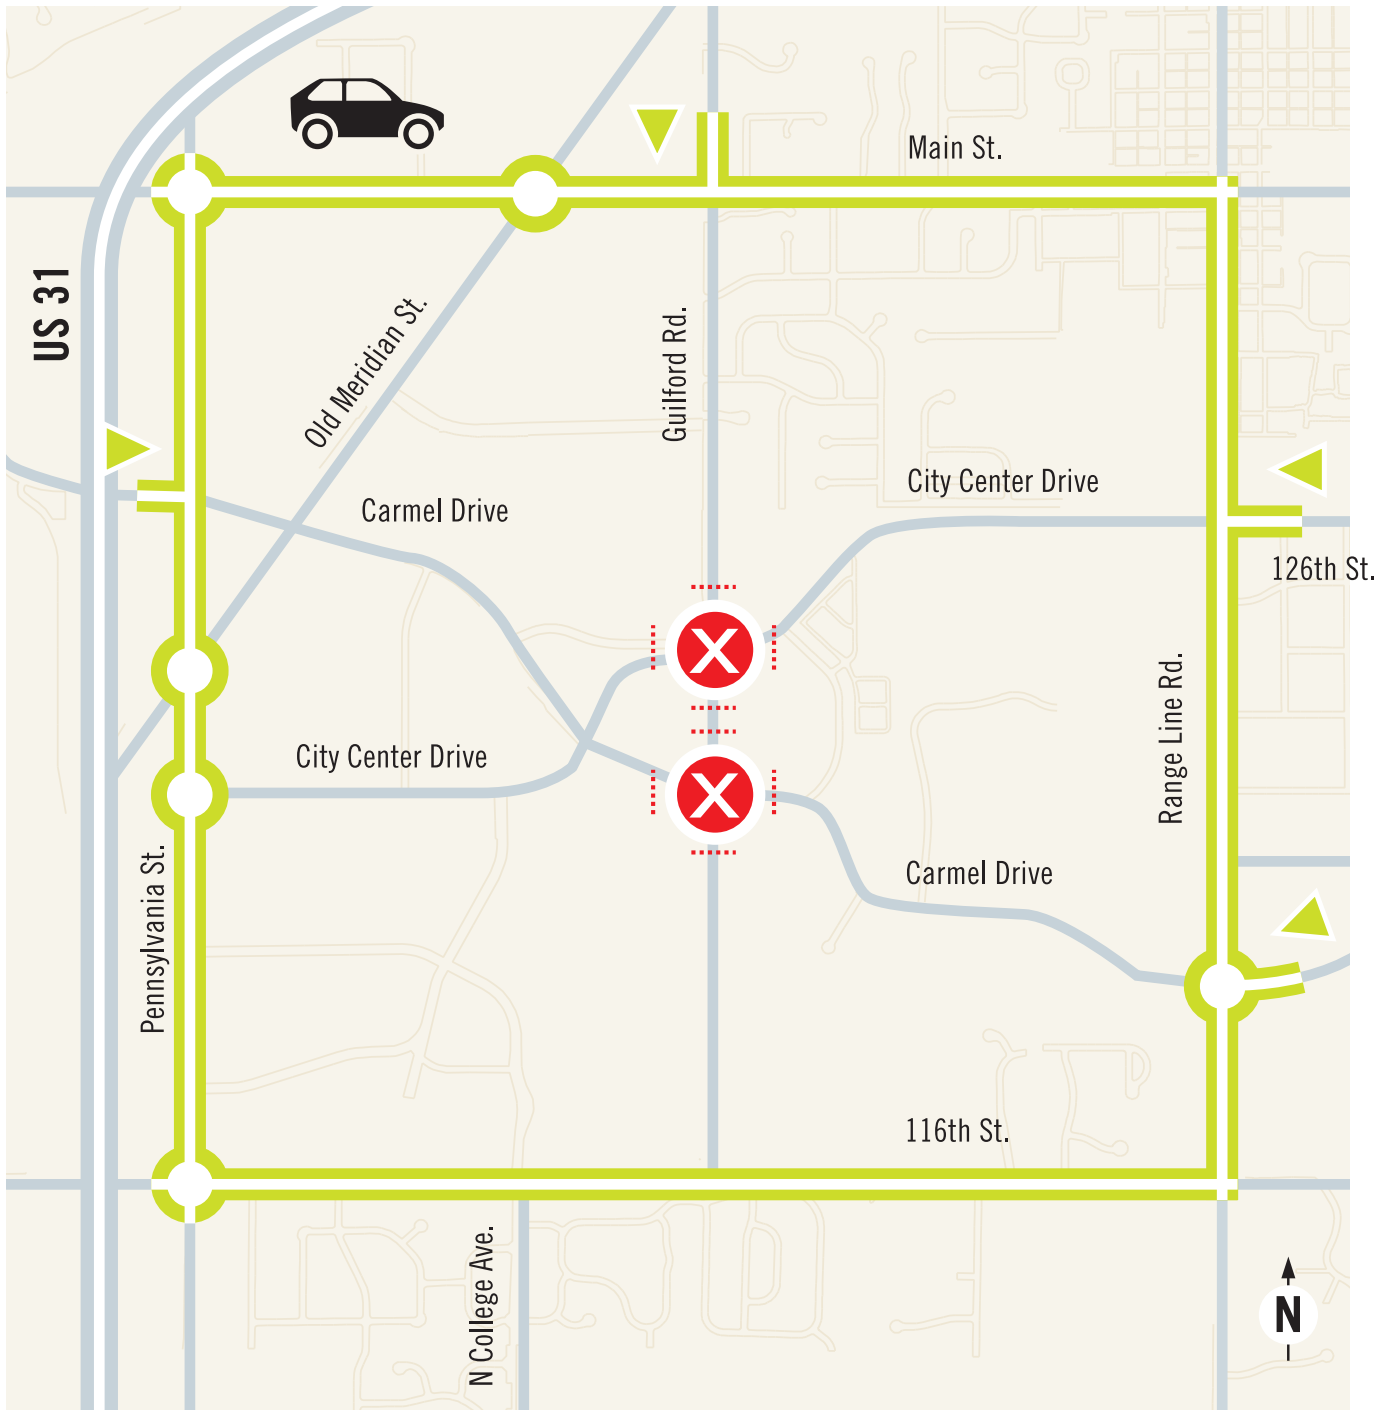 Main St.
US 31
Old Meridian St.
Guilford Rd.
City Center Drive
Carmel Drive
126th St.
X
Range Line Rd.
City Center Drive
X
Pennsylvania St.
Carmel Drive
116th St.
N College Ave.
N